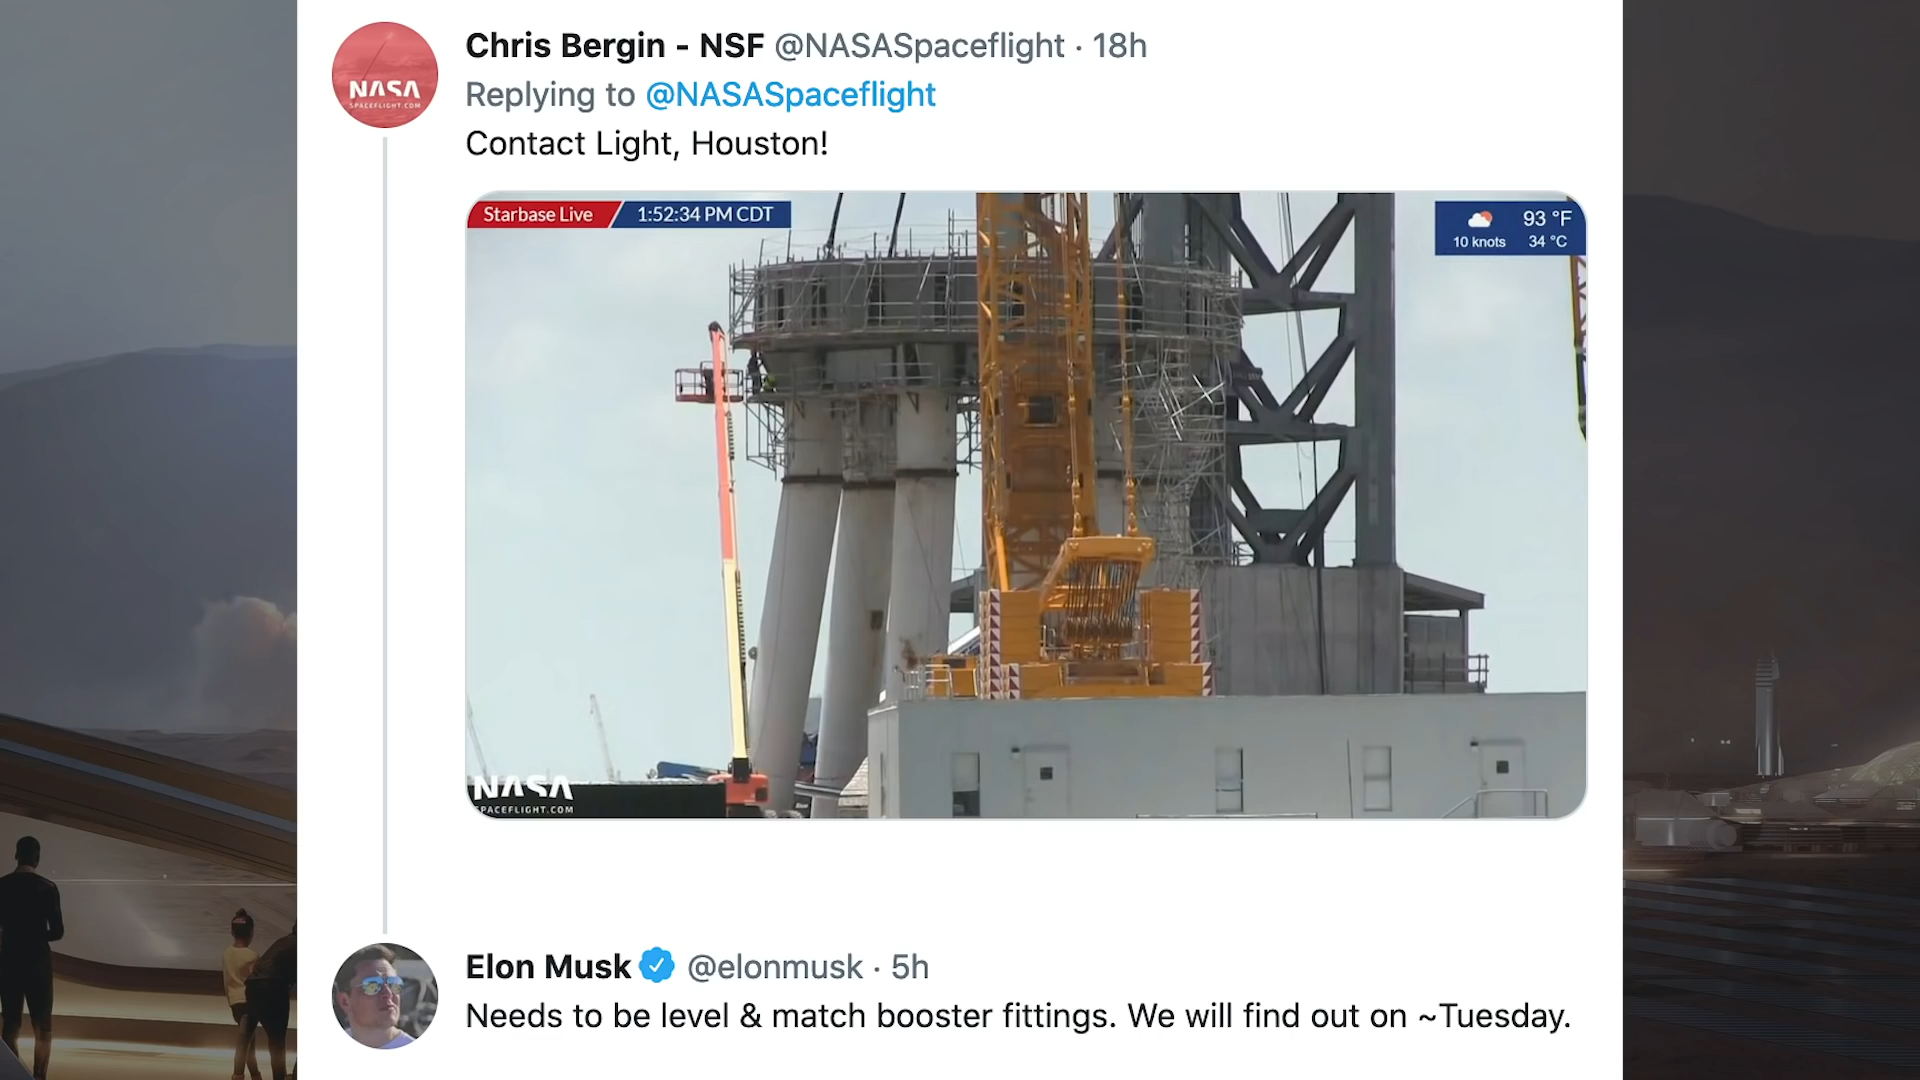 NASA
SPACEFLIGHT.COM
Chris Bergin - NSF @NASASpaceflight · 18h
Replying to @NASASpaceflight
Contact Light, Houston!
Starbase Live 1:52:34 PM CDT
93 °F
10 knots 34 °C
NASA
SPACEFLIGHT.COM
Elon Musk @elonmusk · 5h
Needs to be level & match booster fittings. We will find out on ~Tuesday.